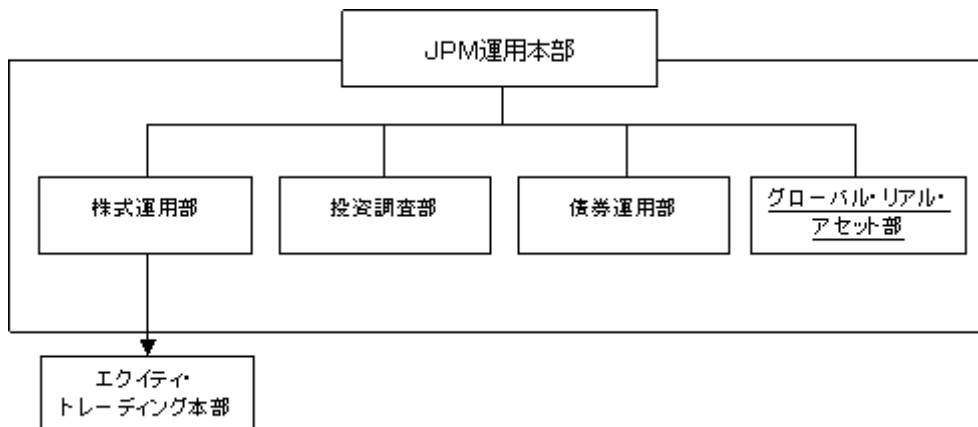 JPM運用本部
株式運用部
投資調査部
債券運用部
グローバル・リアル・
アセット部
エクイティ・
トレーディング本部